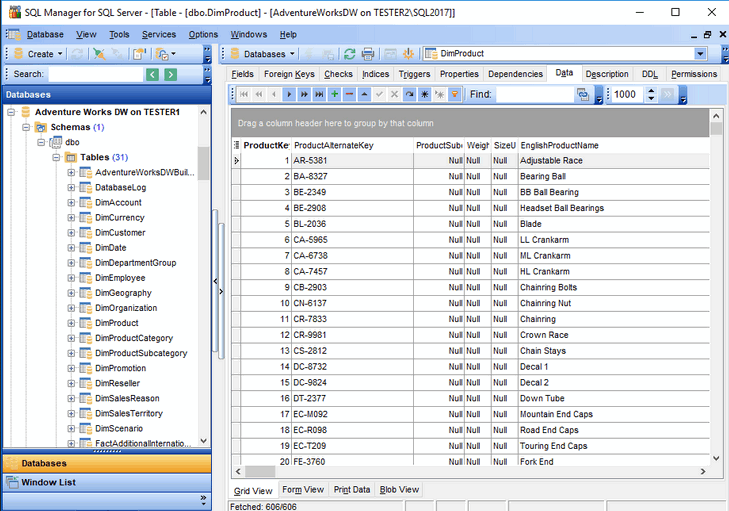 SQL Manager for SQL Server - [Table - [dbo.DimProduct] - [AdventureWorksDW on TESTER2\SQL2017]]
Database View Tools Services Options Windows Help
Create
Databases DimProduct
Search:
Fields Foreign Keys Checks Indices Triggers Properties Dependencies Data Description DDL Permissions
Find: 1000
Databases
Adventure Works DW on TESTER1
Schemas (1)
dbo
Tables (31)
AdventureWorksDWBuil...
DatabaseLog
DimAccount
DimCurrency
DimCustomer
DimDate
DimDepartmentGroup
DimEmployee
DimGeography
DimOrganization
DimProduct
DimProductCategory
DimProductSubcategory
DimPromotion
DimReseller
DimSalesReason
DimSalesTerritory
DimScenario
FactAdditionalInternatio...
Databases
Window List
Drag a column header here to group by that column
ProductKey ProductAlternateKey ProductSub Weigh SizeU EnglishProductName
1 AR-5381 Null Null Null Adjustable Race
2 BA-8327 Null Null Null Bearing Ball
3 BE-2349 Null Null Null BB Ball Bearing
4 BE-2908 Null Null Null Headset Ball Bearings
5 BL-2036 Null Null Null Blade
6 CA-5965 Null Null Null LL Crankarm
7 CA-6738 Null Null Null ML Crankarm
8 CA-7457 Null Null Null HL Crankarm
9 CB-2903 Null Null Null Chainring Bolts
10 CN-6137 Null Null Null Chainring Nut
11 CR-7833 Null Null Null Chainring
12 CR-9981 Null Null Null Crown Race
13 CS-2812 Null Null Null Chain Stays
14 DC-8732 Null Null Null Decal 1
15 DC-9824 Null Null Null Decal 2
16 DT-2377 Null Null Null Down Tube
17 EC-M092 Null Null Null Mountain End Caps
18 EC-R098 Null Null Null Road End Caps
19 EC-T209 Null Null Null Touring End Caps
20 FE-3760 Null Null Null Fork End
Grid View Form View Print Data Blob View
Fetched: 606/606